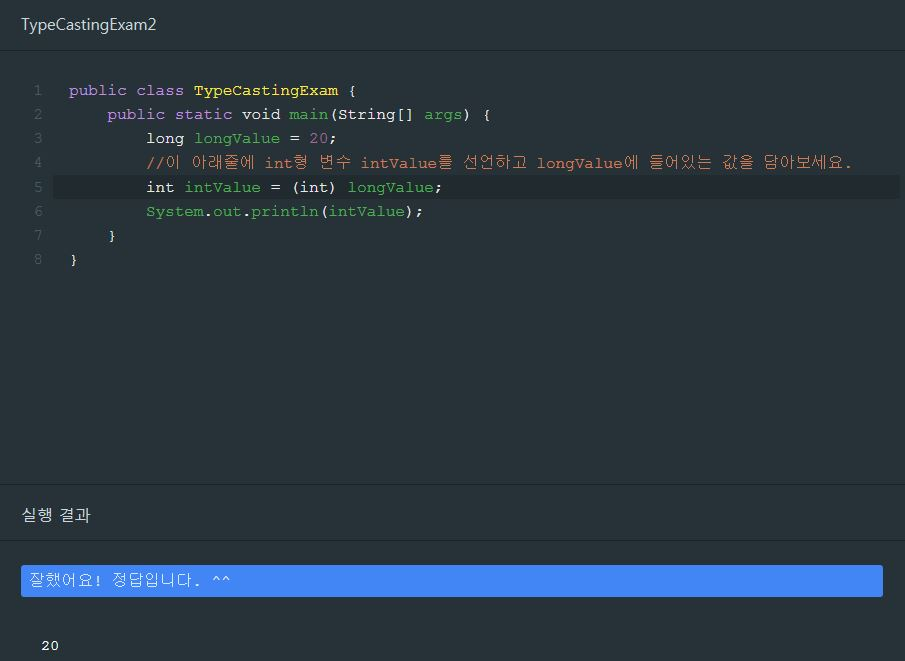 TypeCastingExam2
1 public class TypeCastingExam {
2     public static void main(String[] args) {
3         long longValue = 20;
4         //이 아래줄에 int형 변수 intValue를 선언하고 longValue에 들어있는 값을 담아보세요.
5         int intValue = (int) longValue;
6         System.out.println(intValue);
7     }
8 }
실행 결과
잘했어요! 정답입니다. ^^
20